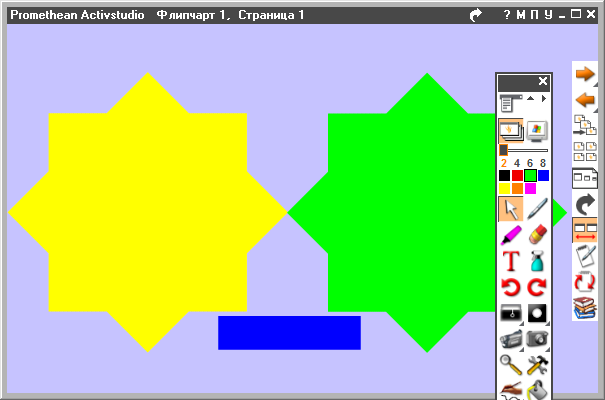 Promethean Activstudio Флипчарт 1, Страница 1 ? М П У
2 4 6 8
T